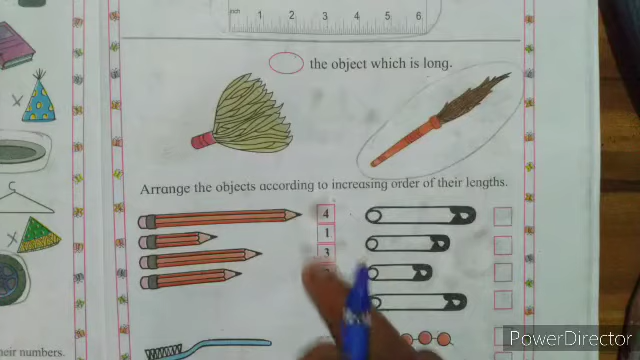 inch 1 2 3 4 5 6
the object which is long.
Arrange the objects according to increasing order of their lengths.
4
1
3
heir numbers.
PowerDirector